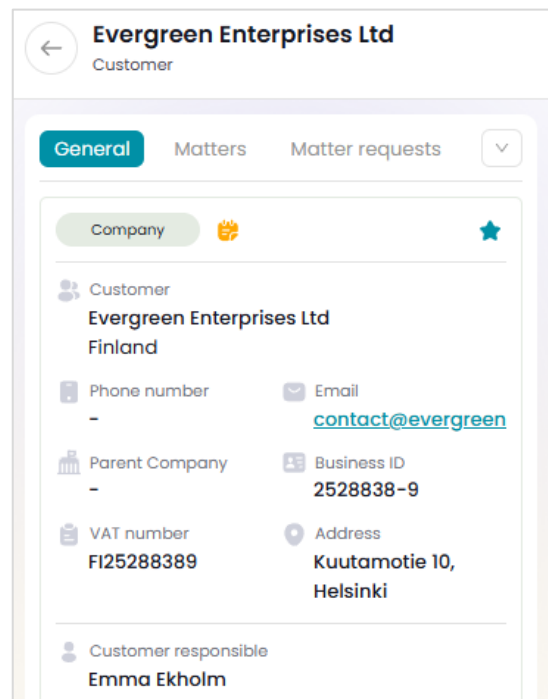 Evergreen Enterprises Ltd
Customer
General Matters Matter requests
Company
Customer
Evergreen Enterprises Ltd
Finland
Phone number Email
- contact@evergreen
Parent Company Business ID
- 2528838-9
VAT number Address
FI25288389 Kuutamotie 10,
Helsinki
Customer responsible
Emma Ekholm